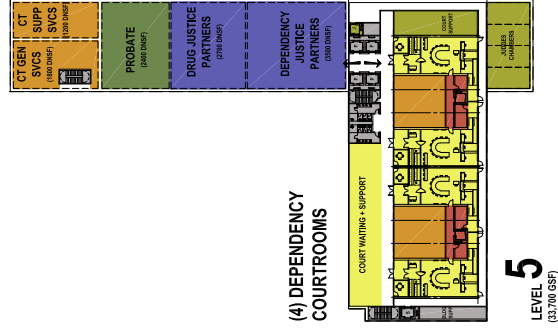 CT
SUPP
SVCS
(1200 DNSF)
CT GEN
SVCS
(1800 DNSF)
PROBATE
(2400 DNSF)
DRUG JUSTICE
PARTNERS
(2700 DNSF)
DEPENDENCY
JUSTICE
PARTNERS
(3500 DNSF)
COURT
SUPPORT
JUDGES
CHAMBERS
COURT WAITING + SUPPORT
(4) DEPENDENCY
COURTROOMS
BLDG
SUPP
LEVEL 5
(33,700 GSF)